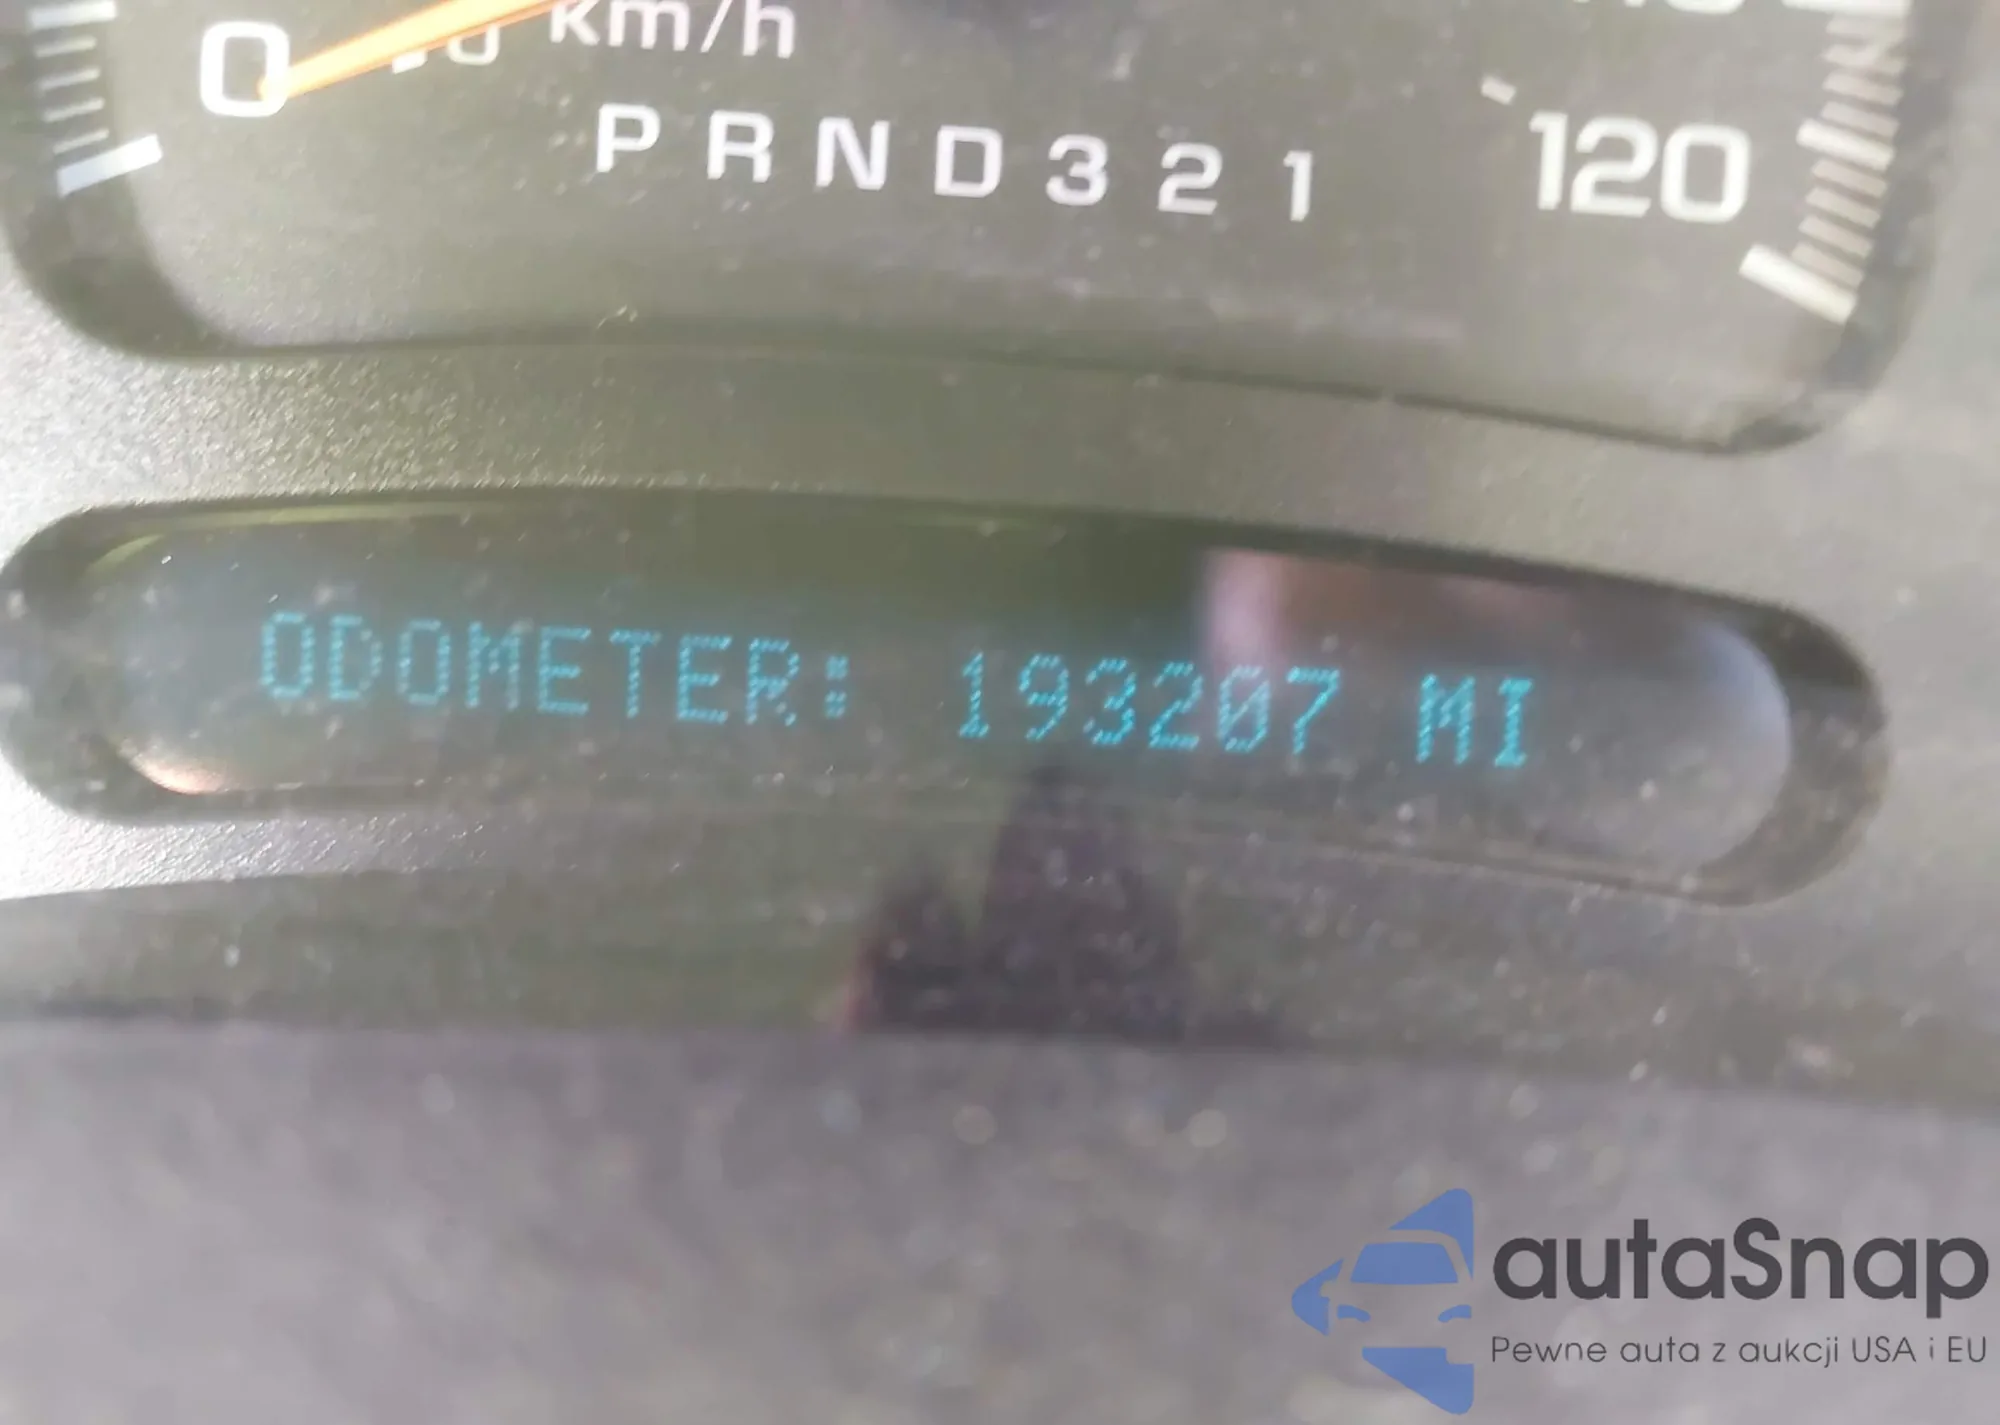 0
km/h
P R N D 3 2 1
120
ODOMETER: 193207 MI
autaSnap
Pewne auta z aukcji USA i EU